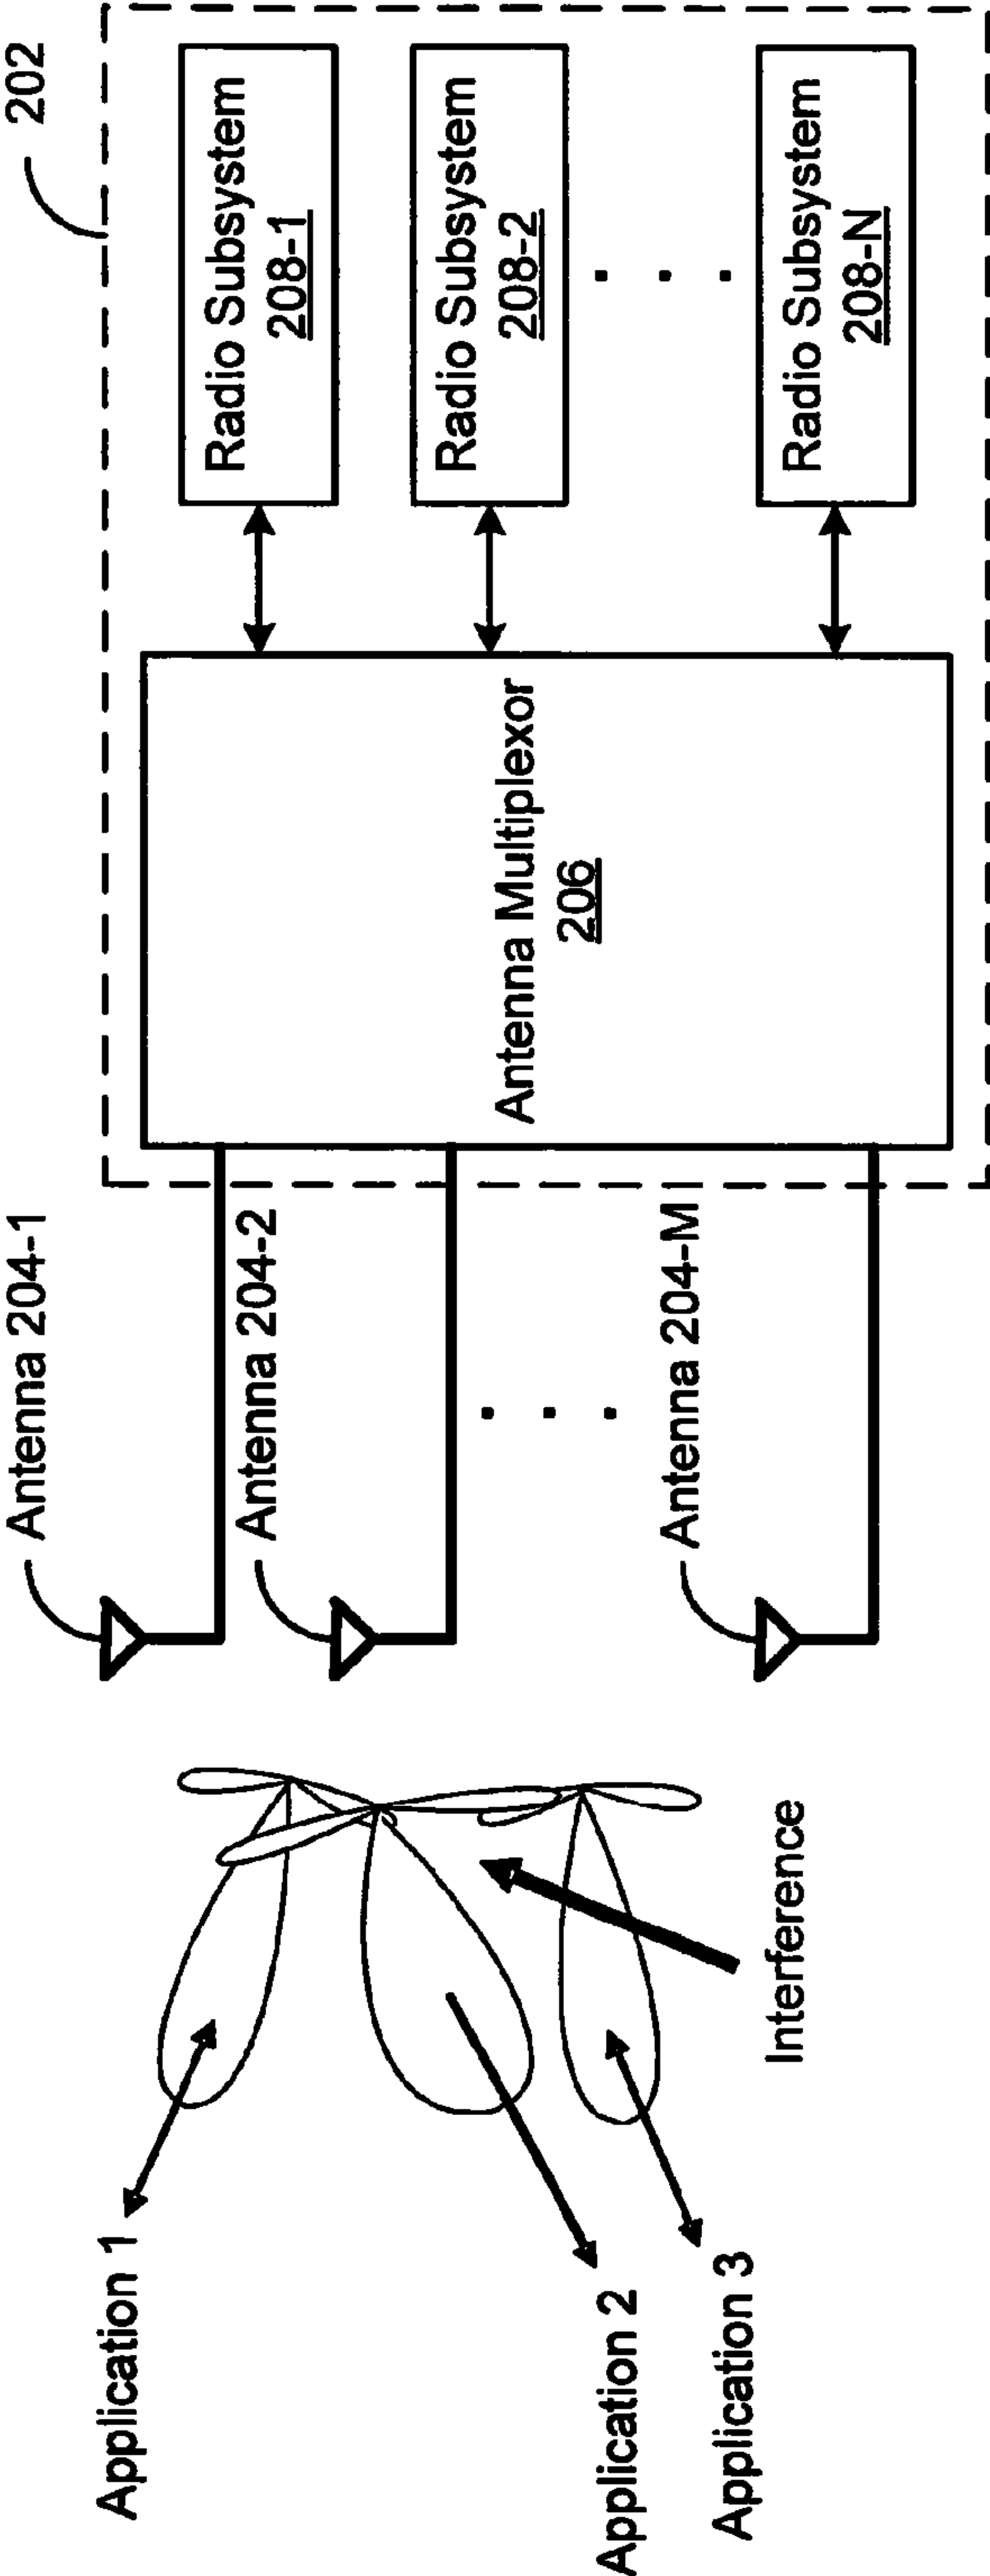 202
Antenna 204-1
Antenna 204-2
Antenna 204-M
Antenna Multiplexor
206
Radio Subsystem
208-1
Radio Subsystem
208-2
Radio Subsystem
208-N
Application 1
Application 2
Application 3
Interference